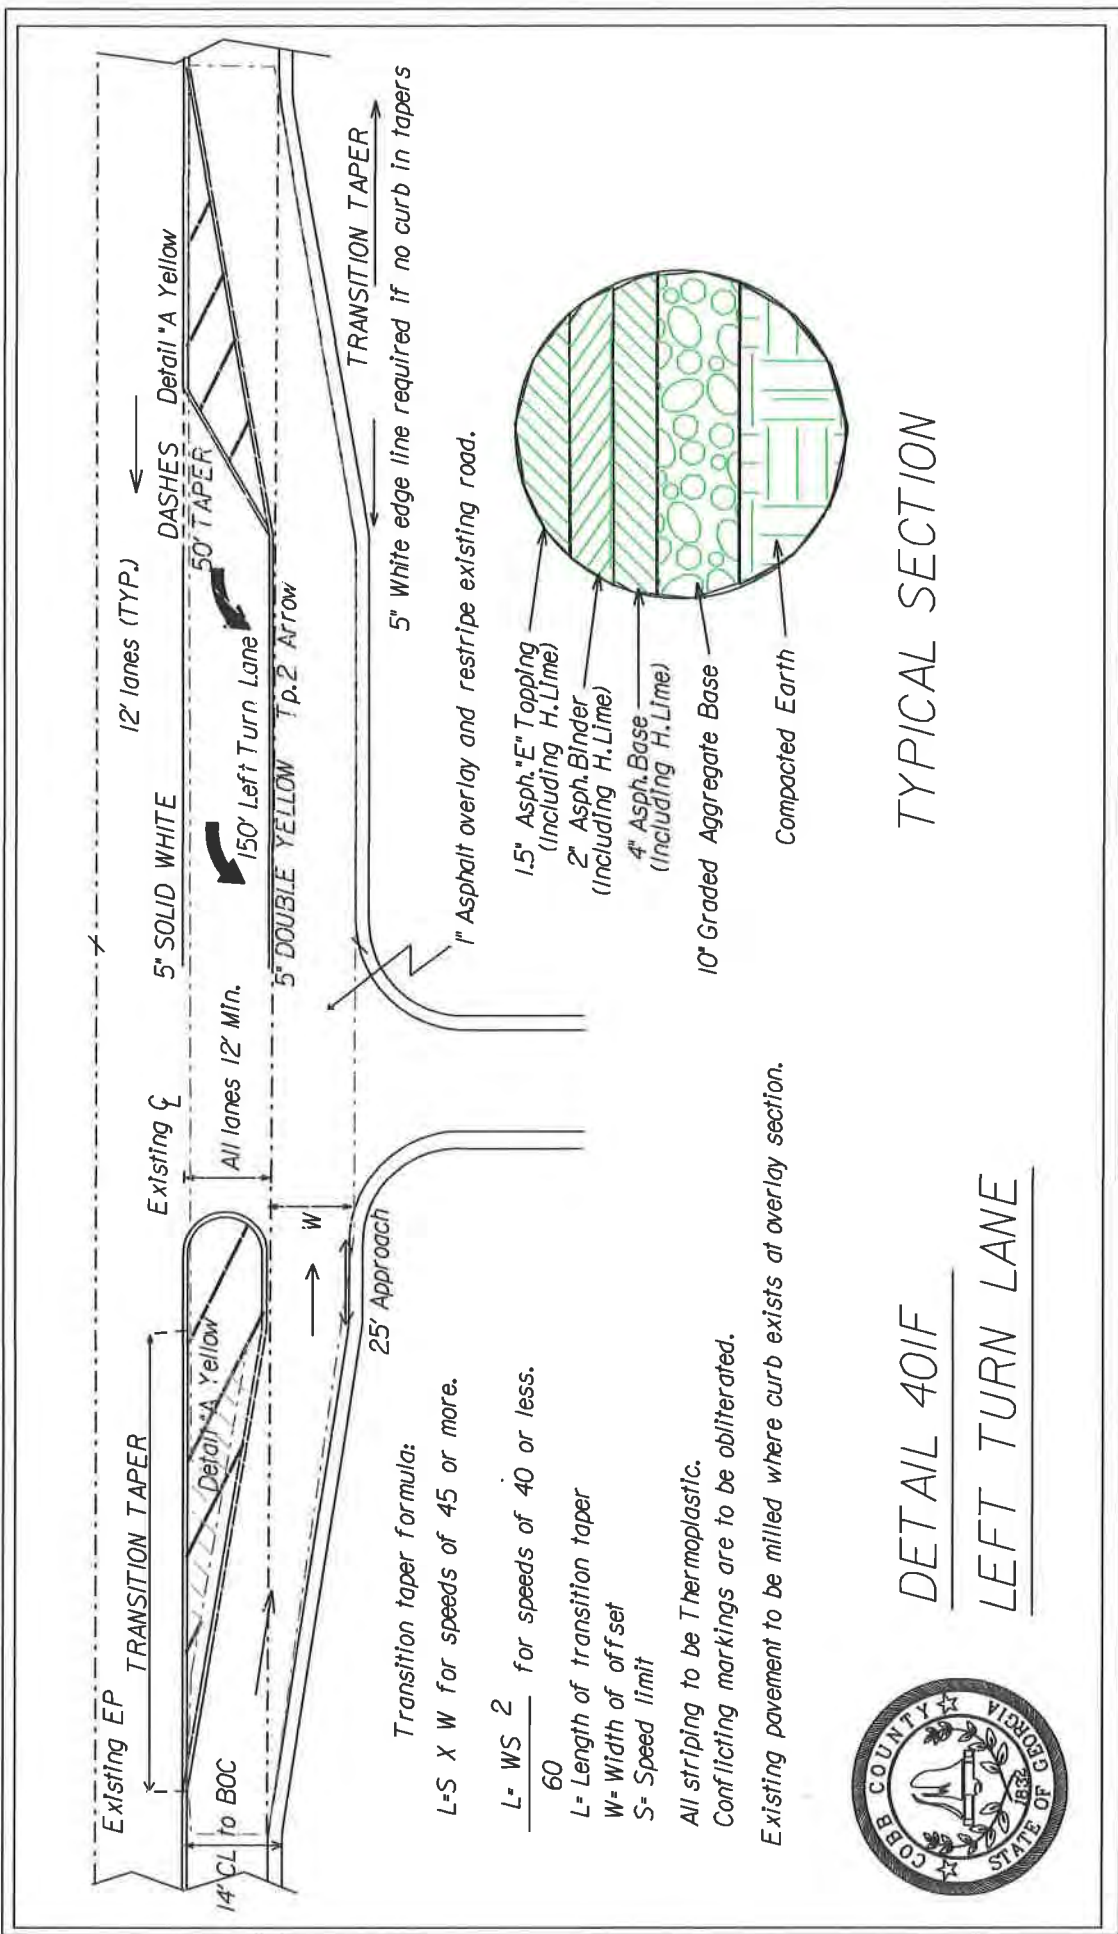 Existing EP
TRANSITION TAPER
14' CL to BOC
Detail "A Yellow
Existing ℄
All lanes 12' Min.
W
25' Approach
5" SOLID WHITE
12' lanes (TYP.)
DASHES Detail "A Yellow
50' TAPER
150' Left Turn Lane
5" DOUBLE YELLOW Tp.2 Arrow
TRANSITION TAPER
5" White edge line required if no curb in tapers
1" Asphalt overlay and restripe existing road.
Transition taper formula:
L=S X W for speeds of 45 or more.
L= WS 2 for speeds of 40 or less.
60
L= Length of transition taper
W= Width of offset
S= Speed limit
All striping to be Thermoplastic.
Conflicting markings are to be obliterated.
Existing pavement to be milled where curb exists at overlay section.
1.5" Asph."E" Topping
(Including H.Lime)
2" Asph.Binder
(Including H.Lime)
4" Asph.Base
(Including H.Lime)
10" Graded Aggregate Base
Compacted Earth
TYPICAL SECTION
DETAIL 401F
LEFT TURN LANE
COBB COUNTY
STATE OF GEORGIA
1832